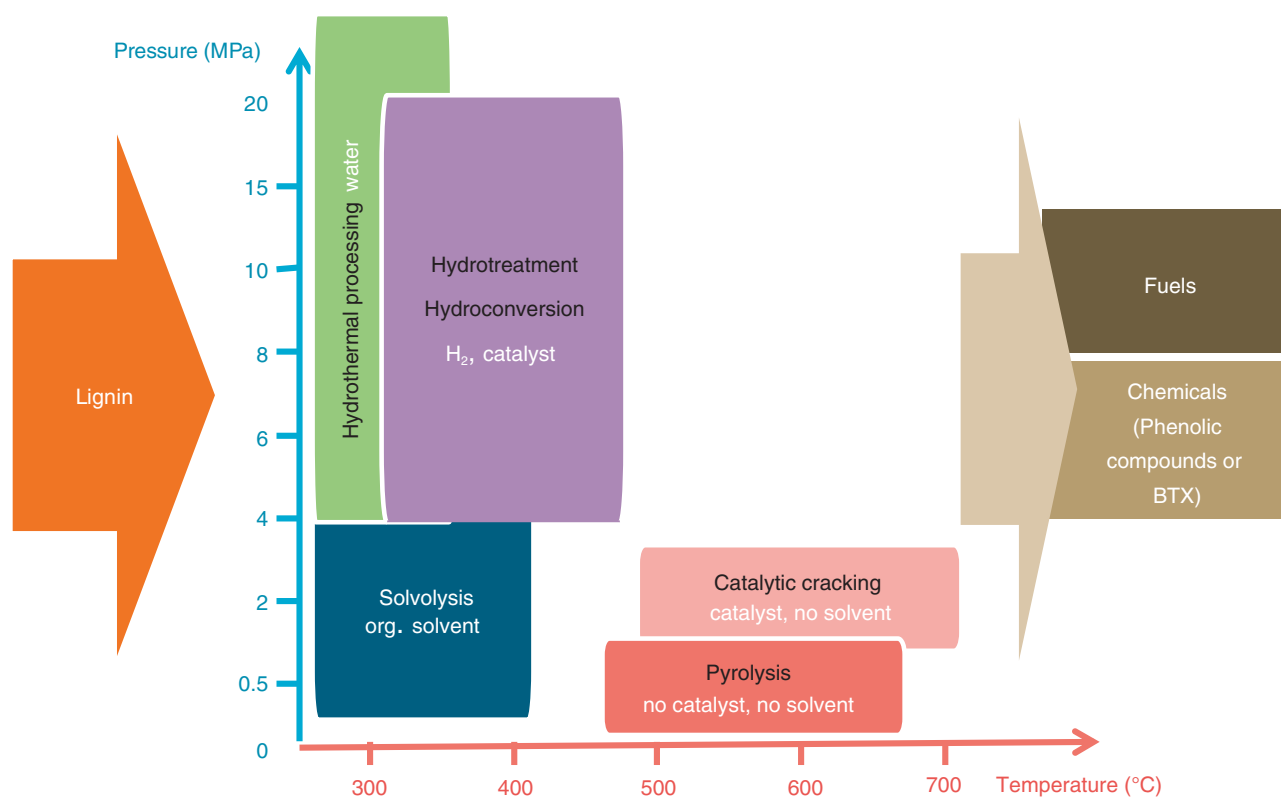 Pressure (MPa)
20
15
10
8
6
4
2
0.5
0
Lignin
Hydrothermal processing water
Hydrotreatment
Hydroconversion
H₂, catalyst
Solvolysis
org. solvent
Catalytic cracking
catalyst, no solvent
Pyrolysis
no catalyst, no solvent
Fuels
Chemicals
(Phenolic
compounds or
BTX)
300
400
500
600
700
Temperature (°C)